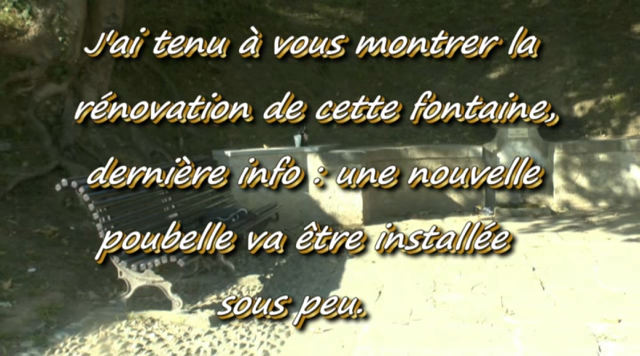 J'ai tenu à vous montrer la
rénovation de cette fontaine,
dernière info : une nouvelle
poubelle va être installée
sous peu.